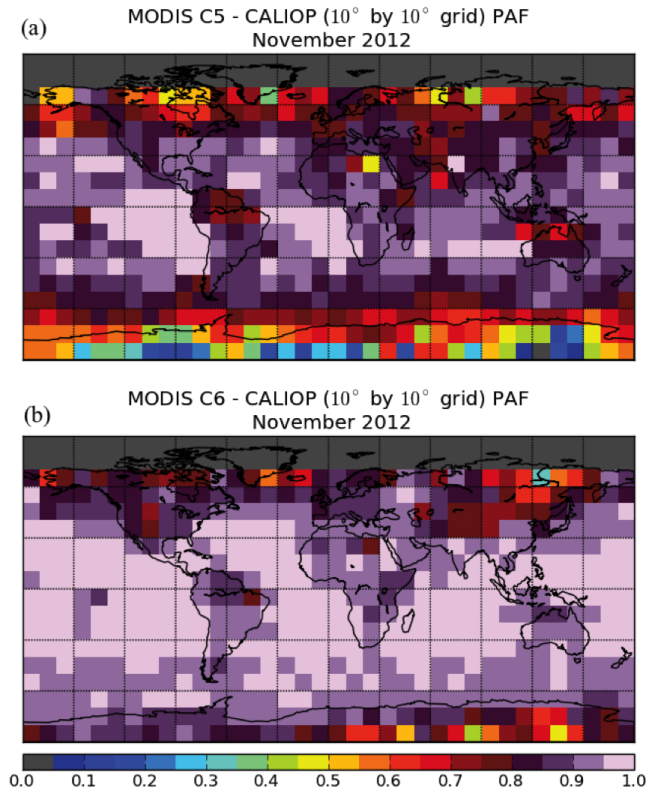 MODIS C5 - CALIOP (10° by 10° grid) PAF
(a)
November 2012
MODIS C6 - CALIOP (10° by 10° grid) PAF
(b)
November 2012
0.0 0.1 0.2 0.3 0.4 0.5 0.6 0.7 0.8 0.9 1.0